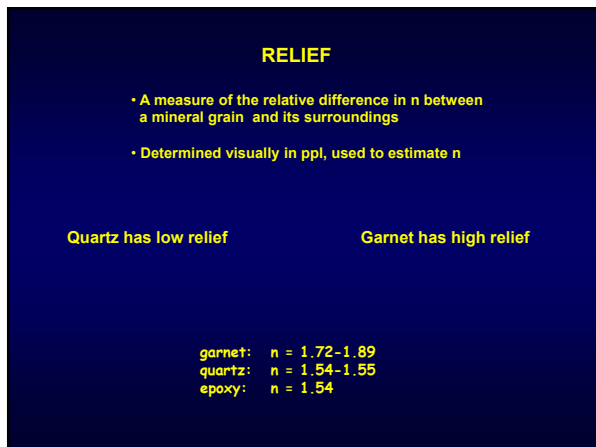 RELIEF
• A measure of the relative difference in n between
a mineral grain and its surroundings
• Determined visually in ppl, used to estimate n
Quartz has low relief
Garnet has high relief
garnet: n = 1.72-1.89
quartz: n = 1.54-1.55
epoxy: n = 1.54